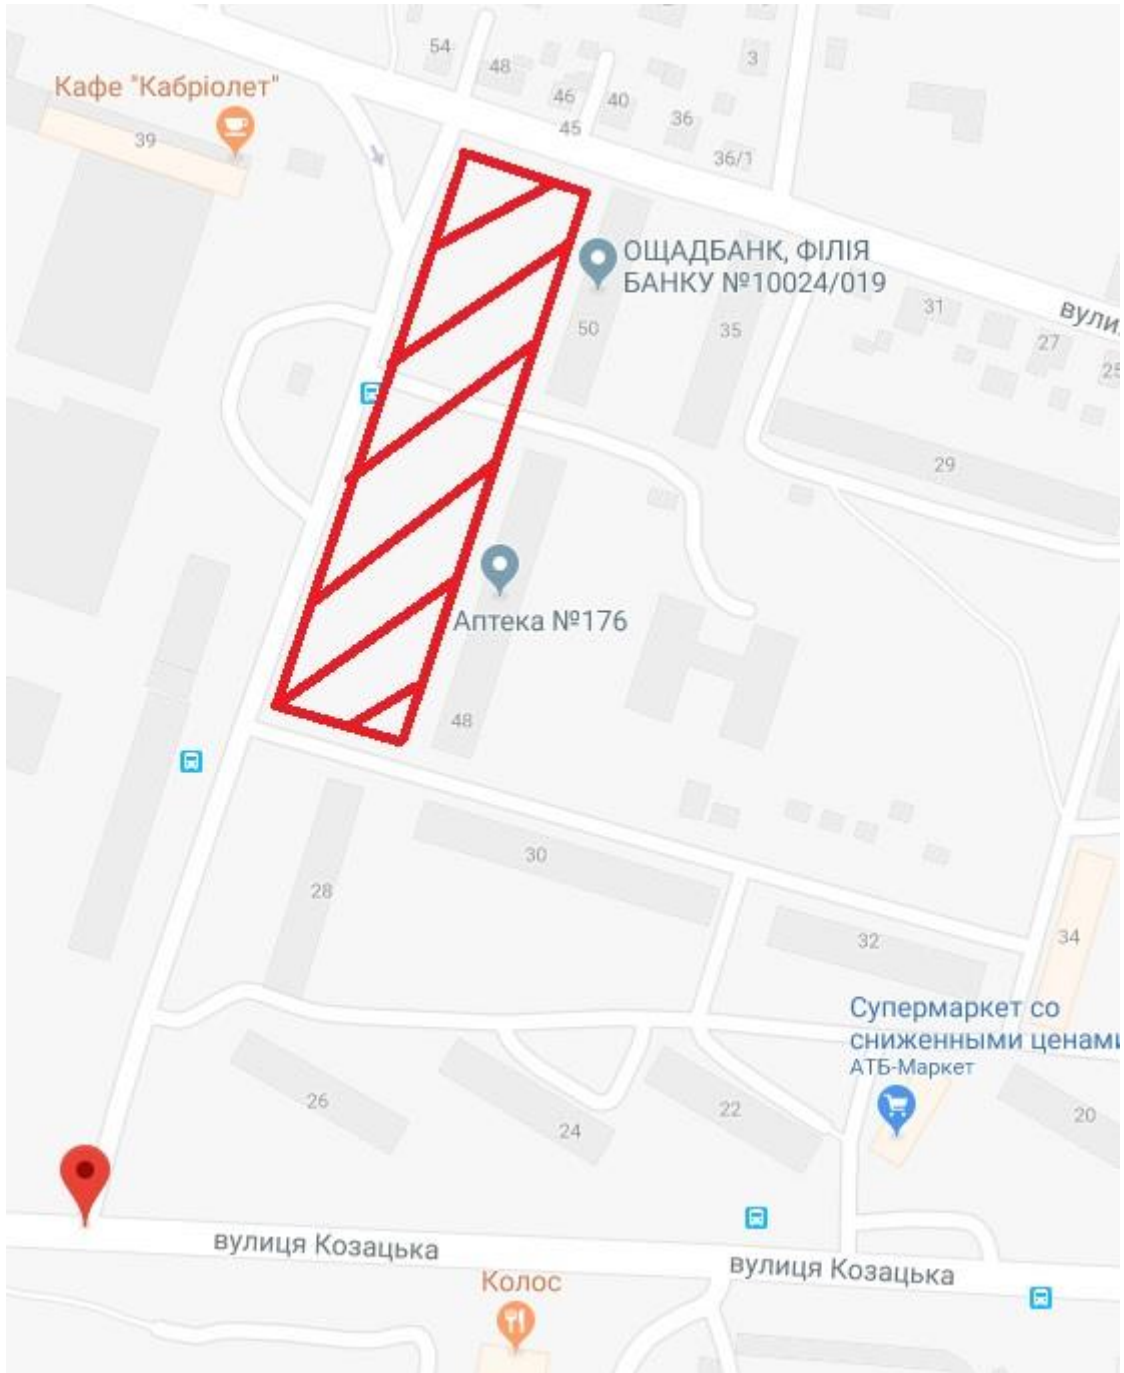 54
Кафе "Кабріолет"
48
3
46
40
36
45
39
36/1
ОЩАДБАНК, ФІЛІЯ
БАНКУ №10024/019
31
вули
50
35
27
25
29
Аптека №176
48
30
28
32
34
Супермаркет со
сниженными ценами
АТБ-Маркет
26
22
24
20
вулиця Козацька
вулиця Козацька
Колос